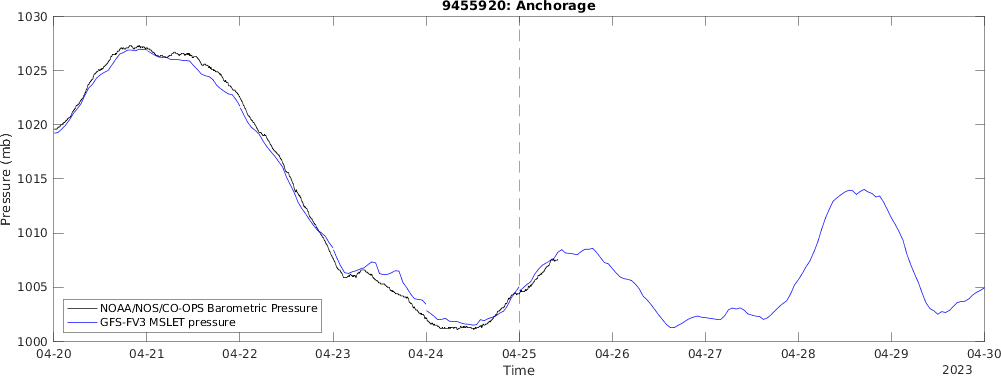 9455920: Anchorage
Pressure (mb)
1030
1025
1020
1015
1010
1005
1000
NOAA/NOS/CO-OPS Barometric Pressure
GFS-FV3 MSLET pressure
04-20 04-21 04-22 04-23 04-24 04-25 04-26 04-27 04-28 04-29 04-30
Time
2023